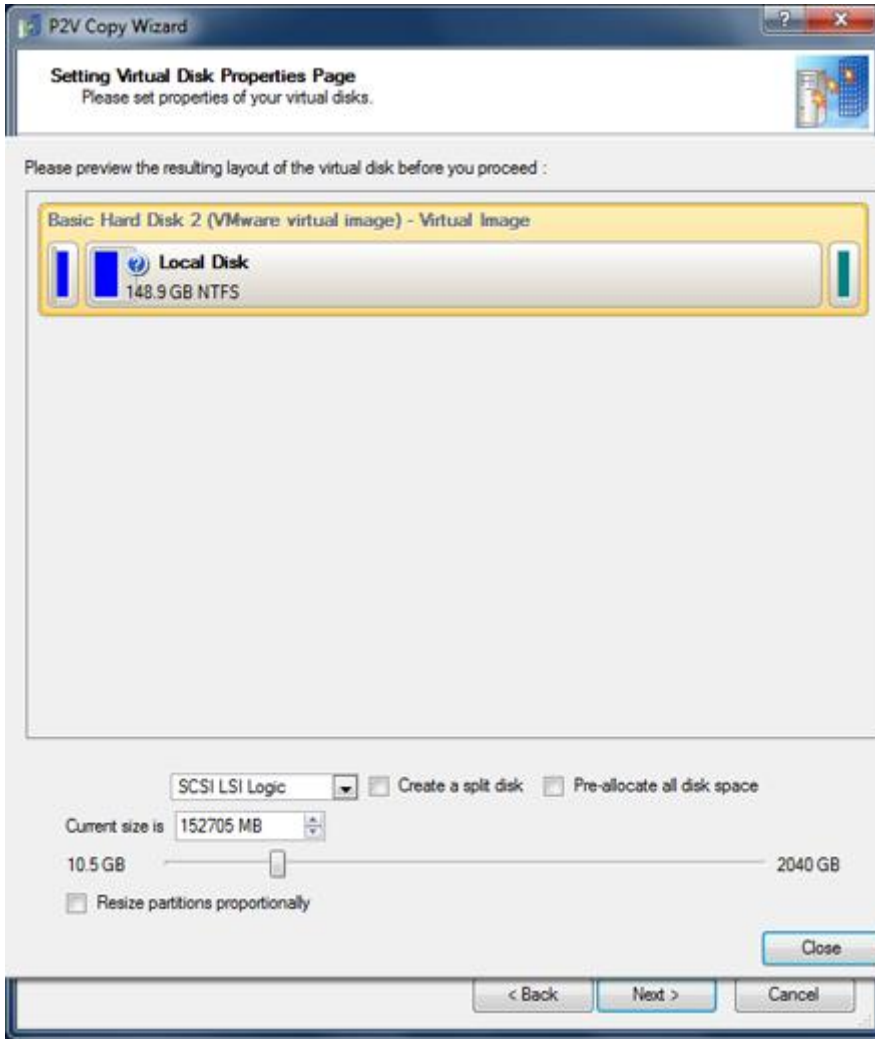 P2V Copy Wizard
Setting Virtual Disk Properties Page
Please set properties of your virtual disks.
Please preview the resulting layout of the virtual disk before you proceed :
Basic Hard Disk 2 (VMware virtual image) - Virtual Image
Local Disk
148.9 GB NTFS
SCSI LSI Logic Create a split disk Pre-allocate all disk space
Current size is 152705 MB
10.5 GB 2040 GB
Resize partitions proportionally
Close
< Back Next > Cancel